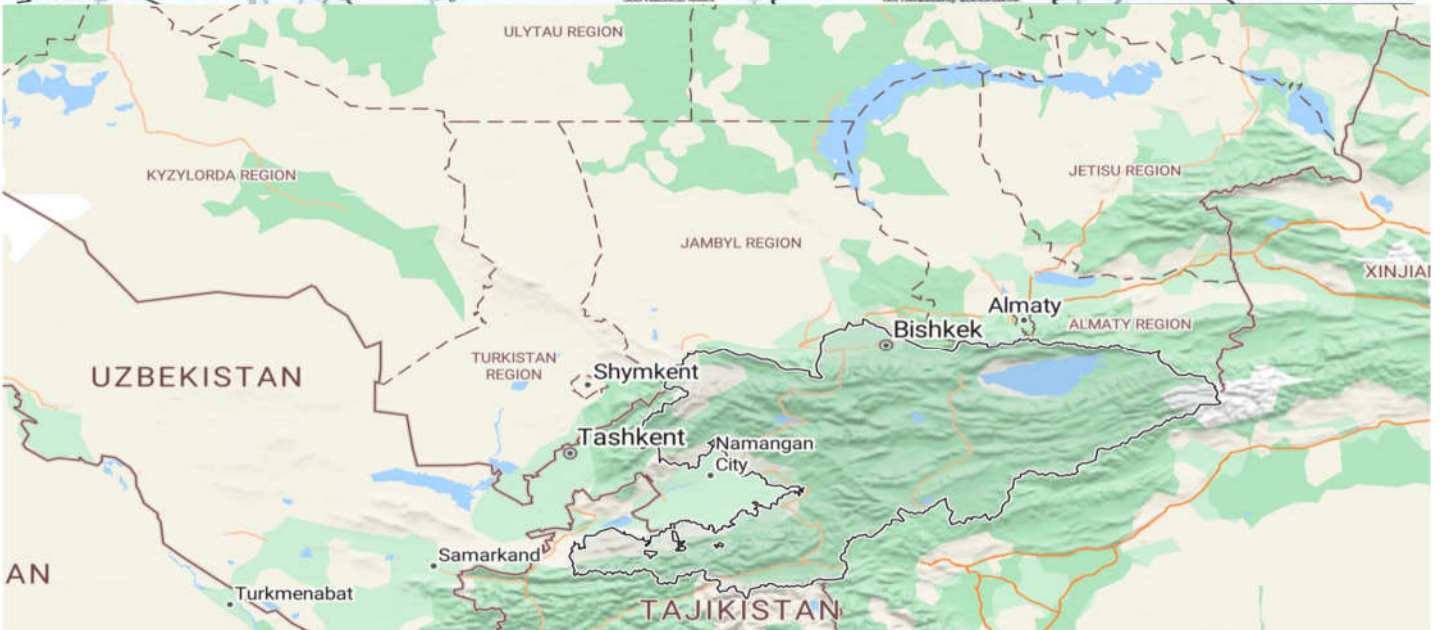 ULYTAU REGION
KYZYLORDA REGION
JETISU REGION
JAMBYL REGION
XINJIAI
Almaty
Bishkek
ALMATY REGION
TURKISTAN
REGION
Shymkent
UZBEKISTAN
Tashkent
Namangan
City
Samarkand
AN
Turkmenabat
TAJIKISTAN